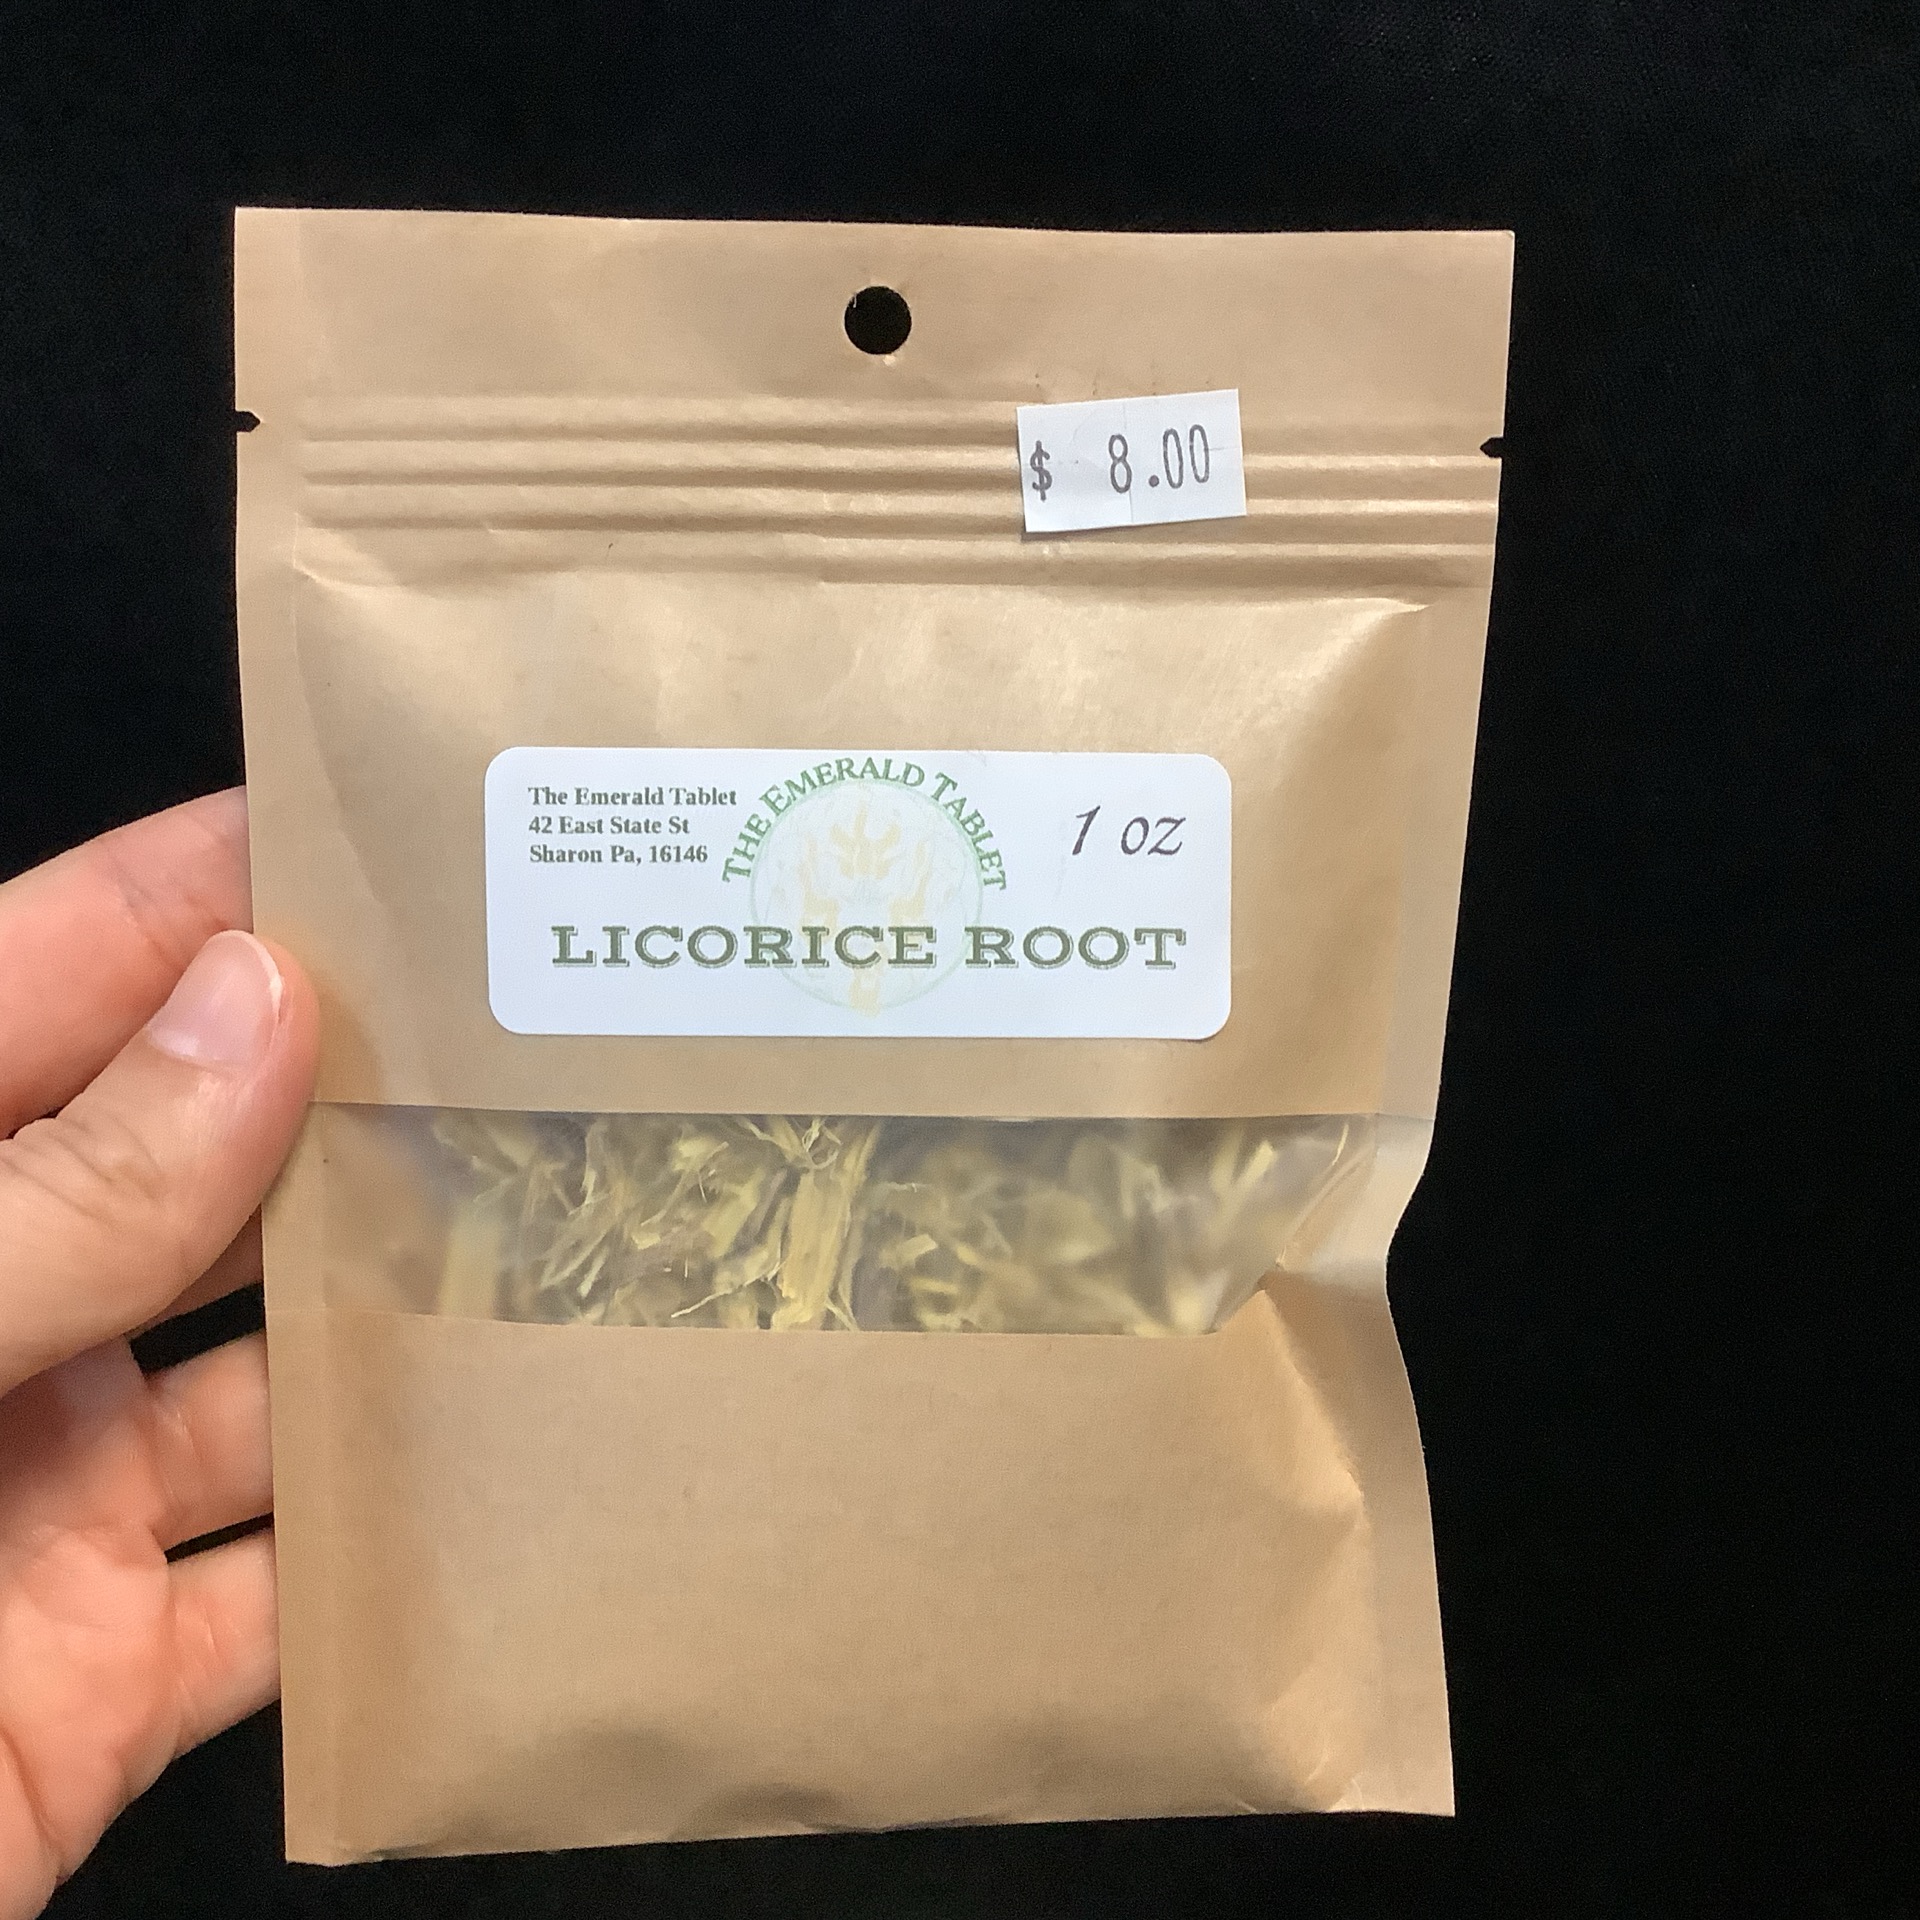 $ 8.00
The Emerald Tablet
42 East State St
Sharon Pa, 16146
THE EMERALD TABLET
1 oz
LICORICE ROOT